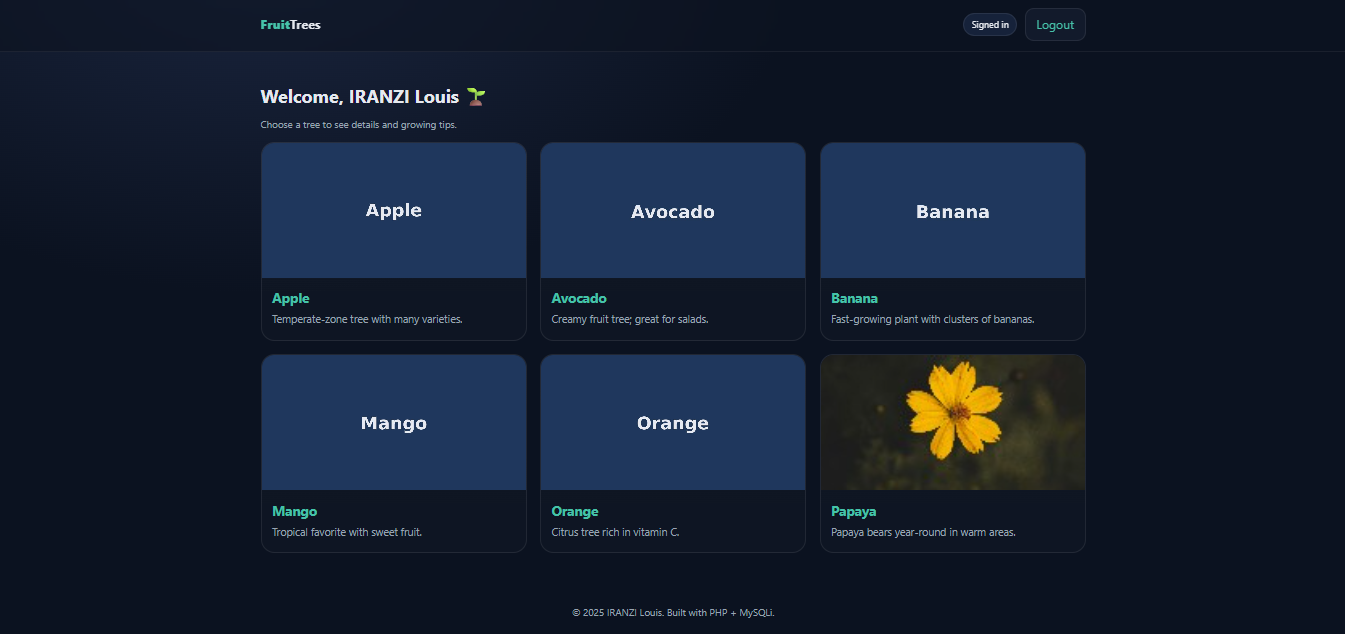 FruitTrees
Signed in
Logout
Welcome, IRANZI Louis 🌱
Choose a tree to see details and growing tips.
Apple
Avocado
Banana
Apple
Temperate-zone tree with many varieties.
Avocado
Creamy fruit tree; great for salads.
Banana
Fast-growing plant with clusters of bananas.
Mango
Orange
Mango
Tropical favorite with sweet fruit.
Orange
Citrus tree rich in vitamin C.
Papaya
Papaya bears year-round in warm areas.
© 2025 IRANZI Louis. Built with PHP + MySQLi.